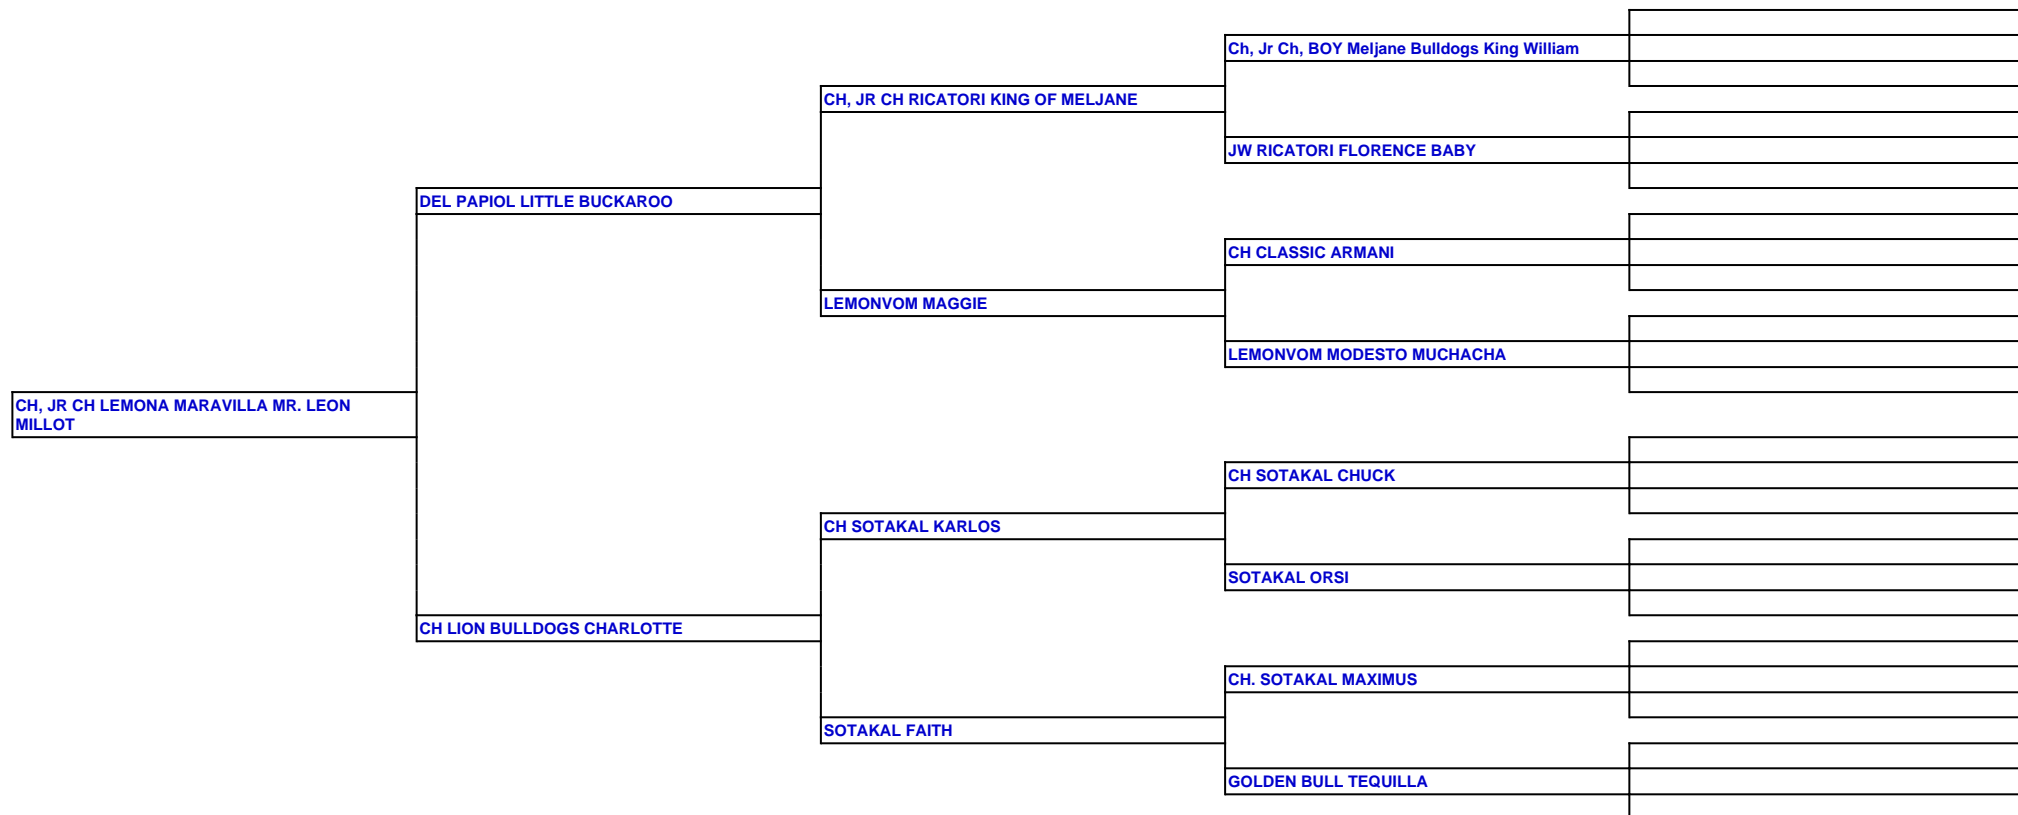 Ch, Jr Ch, BOY Meljane Bulldogs King William
CH, JR CH RICATORI KING OF MELJANE
JW RICATORI FLORENCE BABY
DEL PAPIOL LITTLE BUCKAROO
CH CLASSIC ARMANI
LEMONVOM MAGGIE
LEMONVOM MODESTO MUCHACHA
CH, JR CH LEMONA MARAVILLA MR. LEON
MILLOT
CH SOTAKAL CHUCK
CH SOTAKAL KARLOS
SOTAKAL ORSI
CH LION BULLDOGS CHARLOTTE
CH. SOTAKAL MAXIMUS
SOTAKAL FAITH
GOLDEN BULL TEQUILLA